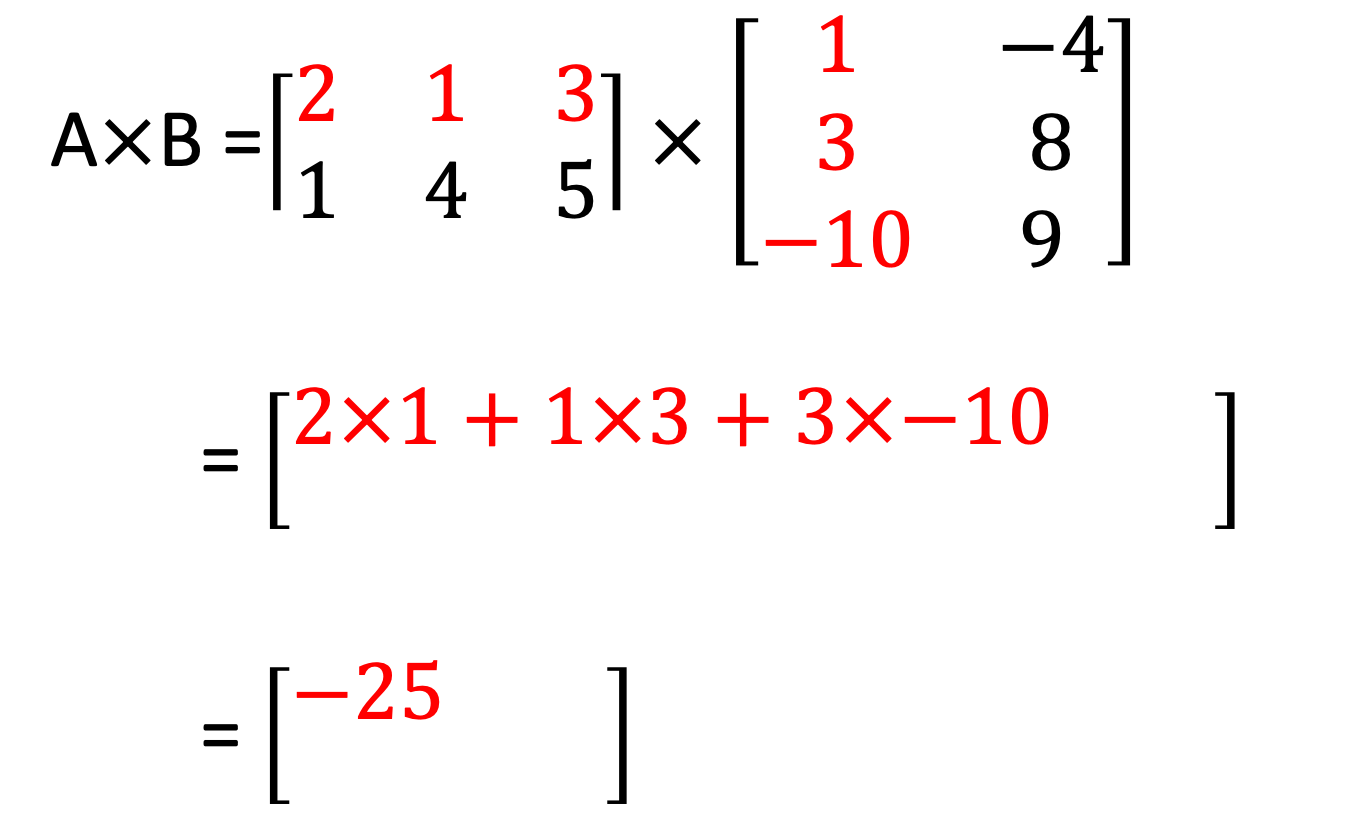 A×B = [2 1 3] × [1 −4]
[1 4 5] [3 8]
[−10 9]
= [2×1 + 1×3 + 3×−10 ]
= [−25 ]